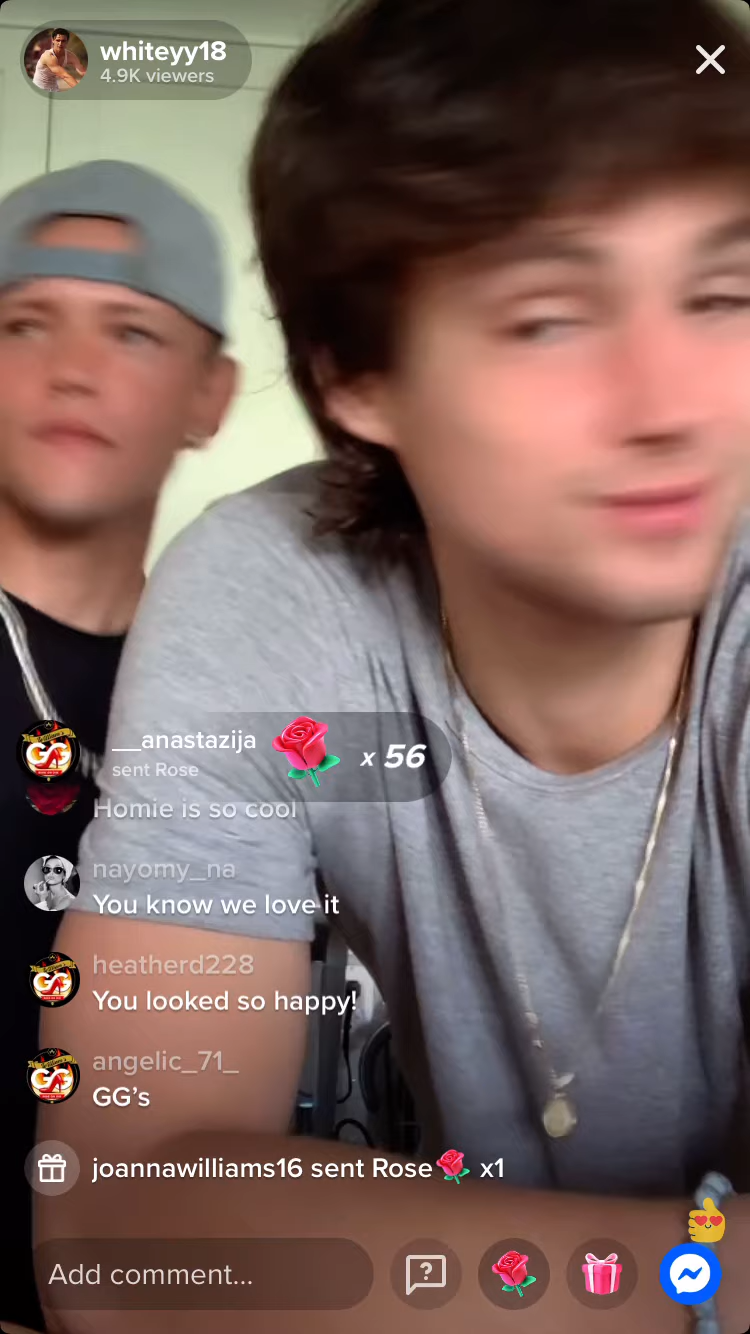 whiteyy18
4.9K viewers
__anastazija
sent Rose
x 56
Homie is so cool
nayomy_na
You know we love it
heatherd228
You looked so happy!
angelic_71_
GG’s
joannawilliams16 sent Rose x1
Add comment...